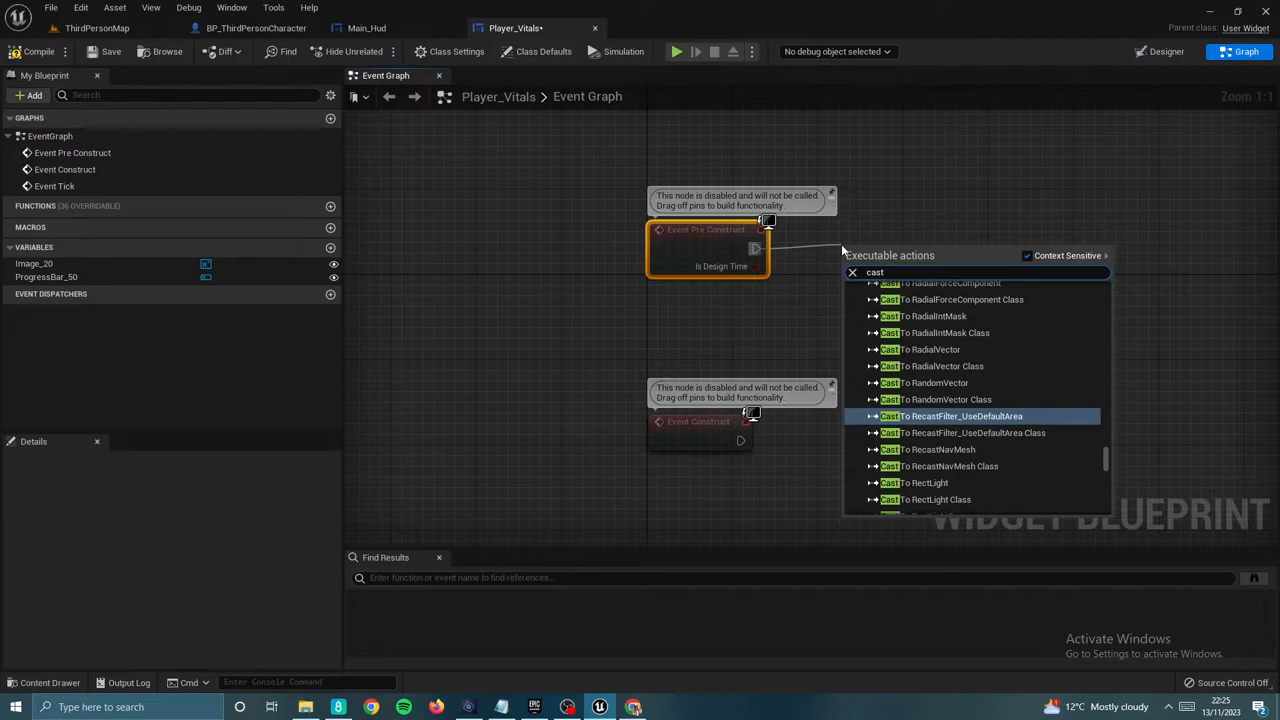 File Edit Asset View Debug Window Tools Help
ThirdPersonMap
BP_ThirdPersonCharacter
Main_Hud
Player_Vitals*
Parent class: User Widget
Compile
Save
Browse
Diff
Find
Hide Unrelated
Class Settings
Class Defaults
Simulation
No debug object selected
Designer
Graph
My Blueprint
Event Graph
Add
Search
Player_Vitals > Event Graph
Zoom 1:1
GRAPHS
EventGraph
Event Pre Construct
Event Construct
Event Tick
FUNCTIONS (36 OVERRIDABLE)
MACROS
VARIABLES
Image_20
ProgressBar_50
EVENT DISPATCHERS
Details
This node is disabled and will not be called.
Drag off pins to build functionality.
Event Pre Construct
Is Design Time
This node is disabled and will not be called.
Drag off pins to build functionality.
Event Construct
Executable actions
Context Sensitive
cast
Cast To RadialForceComponent
Cast To RadialForceComponent Class
Cast To RadialIntMask
Cast To RadialIntMask Class
Cast To RadialVector
Cast To RadialVector Class
Cast To RandomVector
Cast To RandomVector Class
Cast To RecastFilter_UseDefaultArea
Cast To RecastFilter_UseDefaultArea Class
Cast To RecastNavMesh
Cast To RecastNavMesh Class
Cast To RectLight
Cast To RectLight Class
WIDGET BLUEPRINT
Find Results
Enter function or event name to find references...
Activate Windows
Go to Settings to activate Windows.
Content Drawer
Output Log
Cmd
Enter Console Command
Source Control Off
Type here to search
12°C Mostly cloudy
22:25
13/11/2023